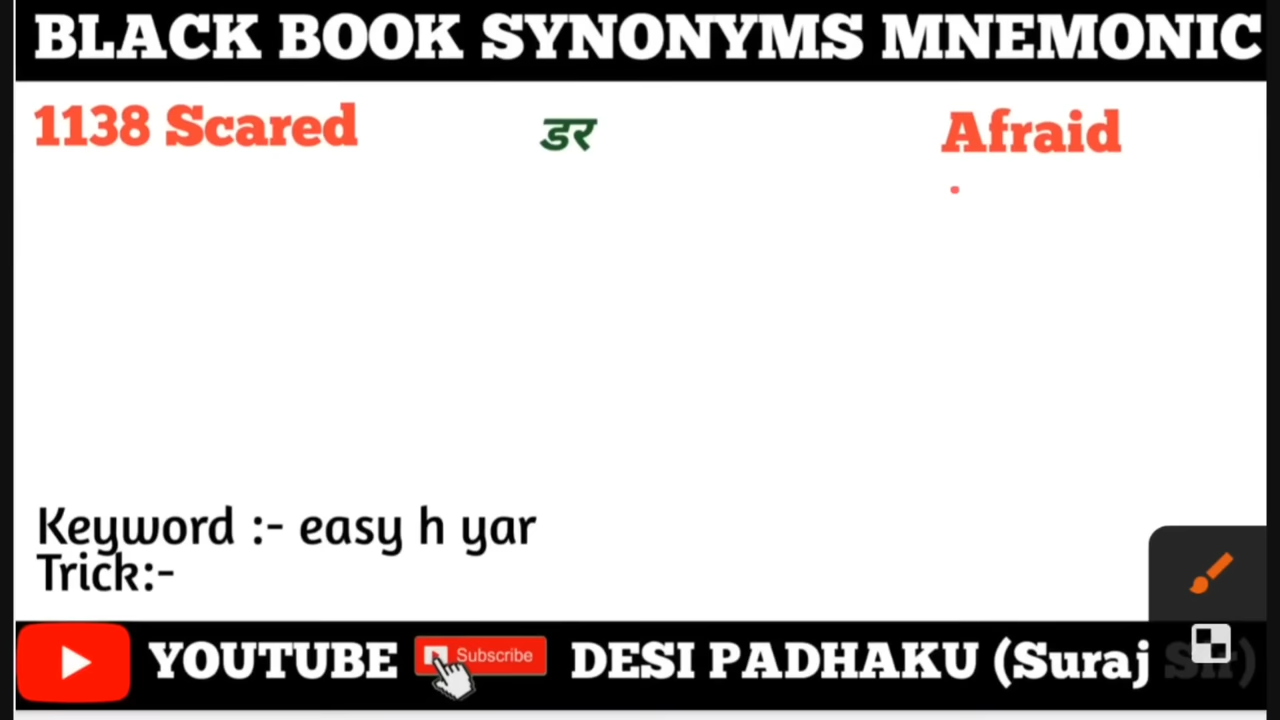 BLACK BOOK SYNONYMS MNEMONIC
1138 Scared डर Afraid
Keyword :- easy h yar
Trick:-
YOUTUBE Subscribe DESI PADHAKU (Suraj